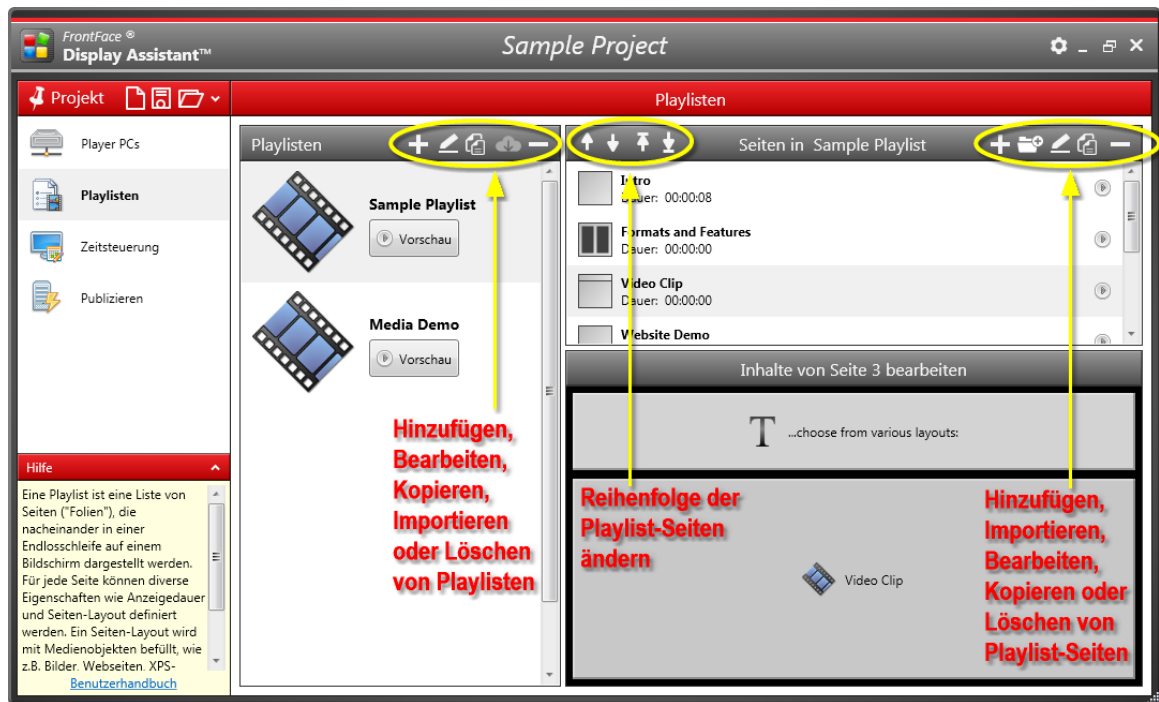 FrontFace ®
Display Assistant™
Sample Project
Projekt
Playlisten
Player PCs
Playlisten
Zeitsteuerung
Publizieren
Playlisten
Sample Playlist
Vorschau
Media Demo
Vorschau
Hinzufügen,
Bearbeiten,
Kopieren,
Importieren
oder Löschen
von Playlisten
Seiten in Sample Playlist
Intro
Dauer: 00:00:08
Formats and Features
Dauer: 00:00:00
Video Clip
Dauer: 00:00:00
Website Demo
Inhalte von Seite 3 bearbeiten
T ...choose from various layouts:
Video Clip
Reihenfolge der
Playlist-Seiten
ändern
Hinzufügen,
Importieren,
Bearbeiten,
Kopieren oder
Löschen von
Playlist-Seiten
Hilfe
Eine Playlist ist eine Liste von
Seiten ("Folien"), die
nacheinander in einer
Endlosschleife auf einem
Bildschirm dargestellt werden.
Für jede Seite können diverse
Eigenschaften wie Anzeigedauer
und Seiten-Layout definiert
werden. Ein Seiten-Layout wird
mit Medienobjekten befüllt, wie
z.B. Bilder, Webseiten, XPS-
Benutzerhandbuch